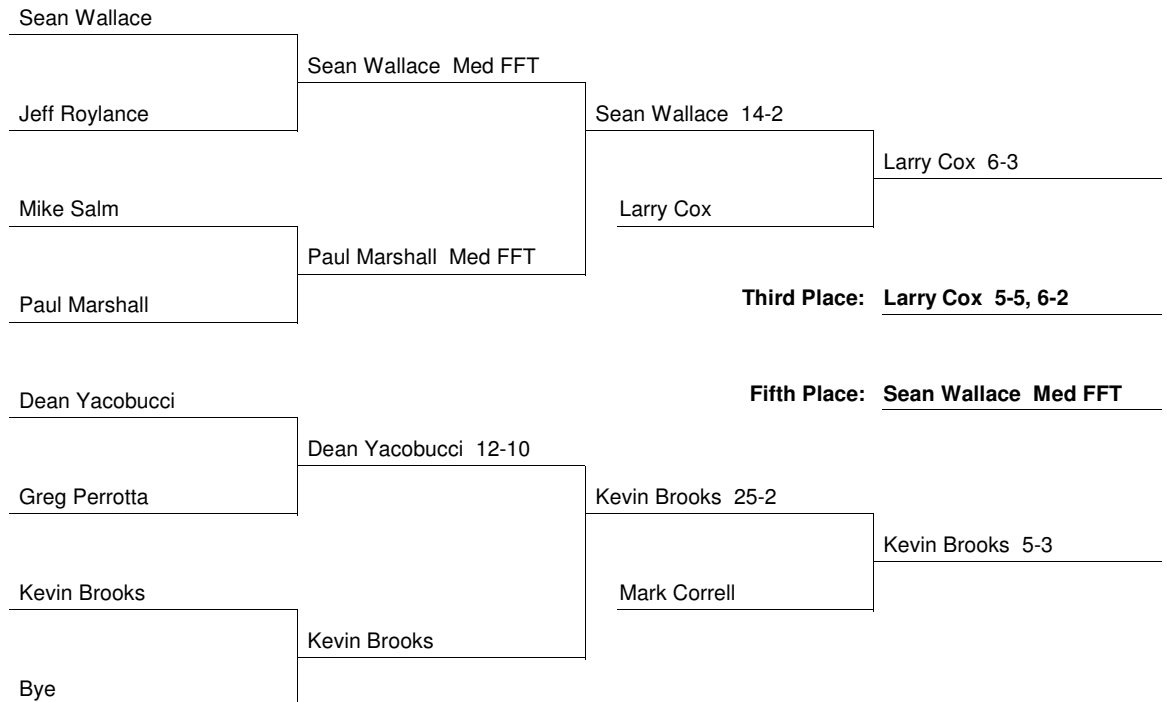 Sean Wallace
Sean Wallace Med FFT
Jeff Roylance
Sean Wallace 14-2
Larry Cox 6-3
Mike Salm
Larry Cox
Paul Marshall Med FFT
Paul Marshall
Third Place: Larry Cox 5-5, 6-2
Dean Yacobucci
Fifth Place: Sean Wallace Med FFT
Dean Yacobucci 12-10
Greg Perrotta
Kevin Brooks 25-2
Kevin Brooks 5-3
Kevin Brooks
Mark Correll
Kevin Brooks
Bye